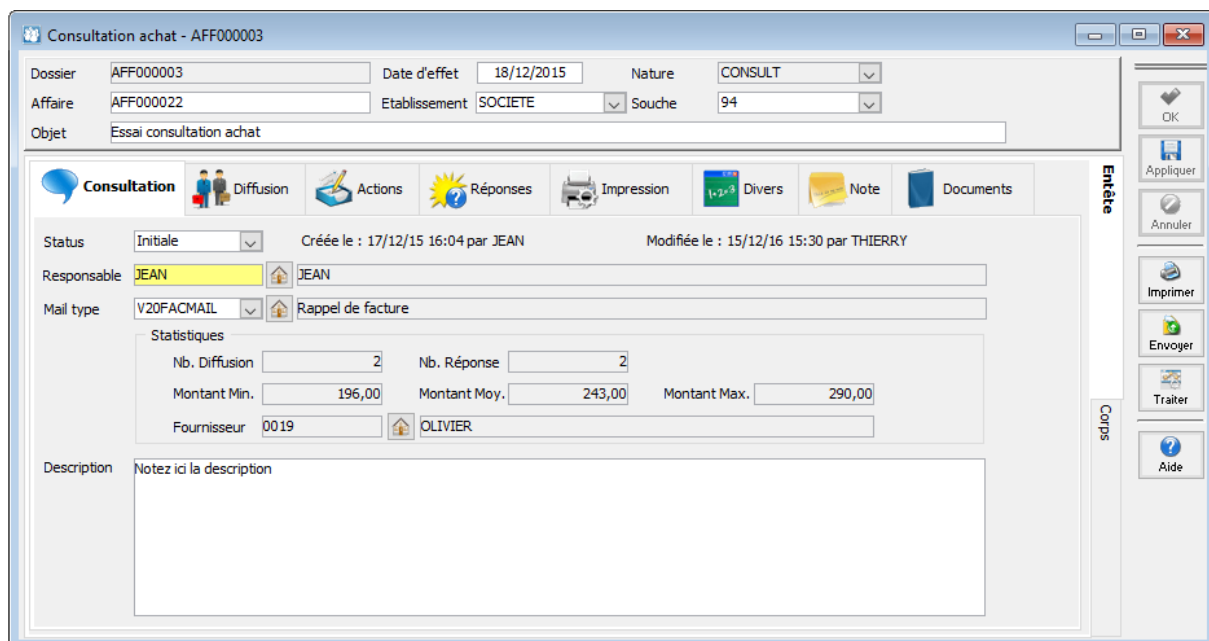 Consultation achat - AFF000003
Dossier AFF000003 Date d'effet 18/12/2015 Nature CONSULT
Affaire AFF000022 Etablissement SOCIETE Souche 94
Objet Essai consultation achat
OK
Appliquer
Annuler
Imprimer
Envoyer
Traiter
Aide
Consultation Diffusion Actions Réponses Impression 1+2=3 Divers Note Documents
Entête
Corps
Status Initiale Créée le : 17/12/15 16:04 par JEAN Modifiée le : 15/12/16 15:30 par THIERRY
Responsable JEAN JEAN
Mail type V20FACMAIL Rappel de facture
Statistiques
Nb. Diffusion 2 Nb. Réponse 2
Montant Min. 196,00 Montant Moy. 243,00 Montant Max. 290,00
Fournisseur 0019 OLIVIER
Description Notez ici la description